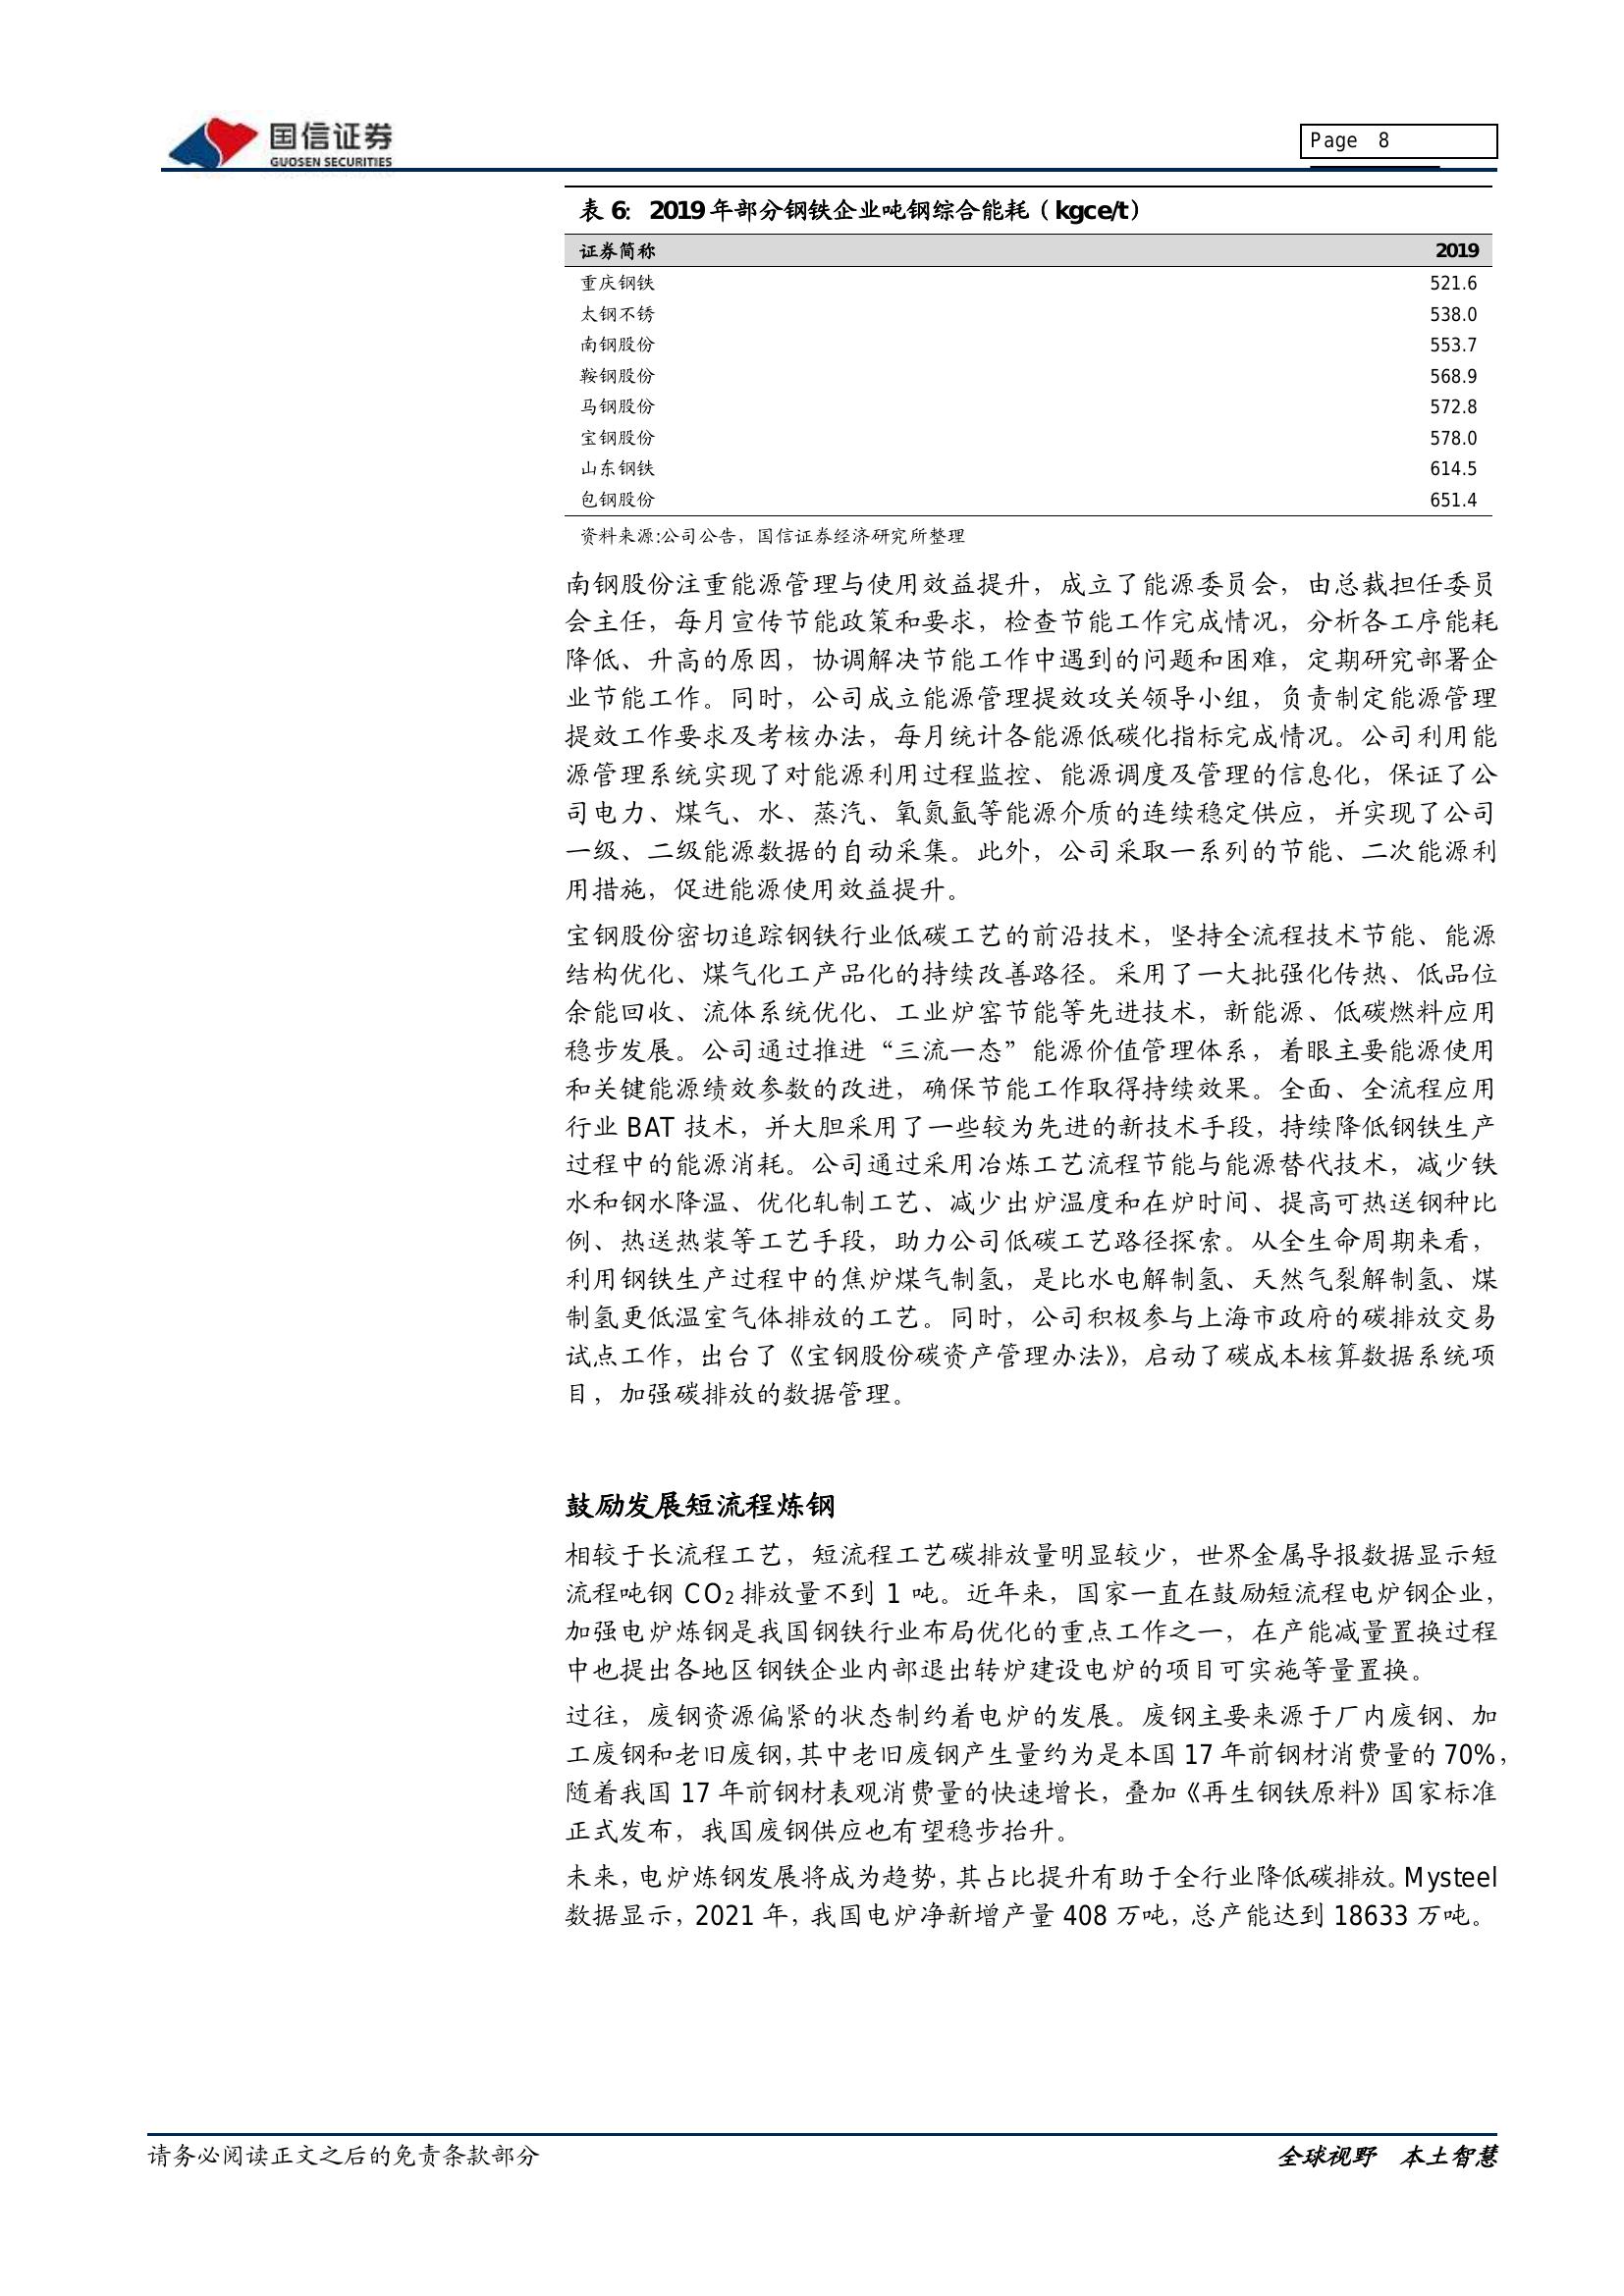 国信证券
GUOSEN SECURITIES
Page 8
表 6: 2019 年部分钢铁企业吨钢综合能耗（kgce/t）
证券简称 2019
重庆钢铁 521.6
太钢不锈 538.0
南钢股份 553.7
鞍钢股份 568.9
马钢股份 572.8
宝钢股份 578.0
山东钢铁 614.5
包钢股份 651.4
资料来源:公司公告，国信证券经济研究所整理
南钢股份注重能源管理与使用效益提升，成立了能源委员会，由总裁担任委员
会主任，每月宣传节能政策和要求，检查节能工作完成情况，分析各工序能耗
降低、升高的原因，协调解决节能工作中遇到的问题和困难，定期研究部署企
业节能工作。同时，公司成立能源管理提效攻关领导小组，负责制定能源管理
提效工作要求及考核办法，每月统计各能源低碳化指标完成情况。公司利用能
源管理系统实现了对能源利用过程监控、能源调度及管理的信息化，保证了公
司电力、煤气、水、蒸汽、氧氮氩等能源介质的连续稳定供应，并实现了公司
一级、二级能源数据的自动采集。此外，公司采取一系列的节能、二次能源利
用措施，促进能源使用效益提升。
宝钢股份密切追踪钢铁行业低碳工艺的前沿技术，坚持全流程技术节能、能源
结构优化、煤气化工产品化的持续改善路径。采用了一大批强化传热、低品位
余能回收、流体系统优化、工业炉窑节能等先进技术，新能源、低碳燃料应用
稳步发展。公司通过推进“三流一态”能源价值管理体系，着眼主要能源使用
和关键能源绩效参数的改进，确保节能工作取得持续效果。全面、全流程应用
行业 BAT 技术，并大胆采用了一些较为先进的新技术手段，持续降低钢铁生产
过程中的能源消耗。公司通过采用冶炼工艺流程节能与能源替代技术，减少铁
水和钢水降温、优化轧制工艺、减少出炉温度和在炉时间、提高可热送钢种比
例、热送热装等工艺手段，助力公司低碳工艺路径探索。从全生命周期来看，
利用钢铁生产过程中的焦炉煤气制氢，是比水电解制氢、天然气裂解制氢、煤
制氢更低温室气体排放的工艺。同时，公司积极参与上海市政府的碳排放交易
试点工作，出台了《宝钢股份碳资产管理办法》，启动了碳成本核算数据系统项
目，加强碳排放的数据管理。
鼓励发展短流程炼钢
相较于长流程工艺，短流程工艺碳排放量明显较少，世界金属导报数据显示短
流程吨钢 CO₂排放量不到 1 吨。近年来，国家一直在鼓励短流程电炉钢企业，
加强电炉炼钢是我国钢铁行业布局优化的重点工作之一，在产能减量置换过程
中也提出各地区钢铁企业内部退出转炉建设电炉的项目可实施等量置换。
过往，废钢资源偏紧的状态制约着电炉的发展。废钢主要来源于厂内废钢、加
工废钢和老旧废钢，其中老旧废钢产生量约为是本国 17 年前钢材消费量的 70%，
随着我国 17 年前钢材表观消费量的快速增长，叠加《再生钢铁原料》国家标准
正式发布，我国废钢供应也有望稳步抬升。
未来，电炉炼钢发展将成为趋势，其占比提升有助于全行业降低碳排放。Mysteel
数据显示，2021 年，我国电炉净新增产量 408 万吨，总产能达到 18633 万吨。
请务必阅读正文之后的免责条款部分 全球视野 本土智慧